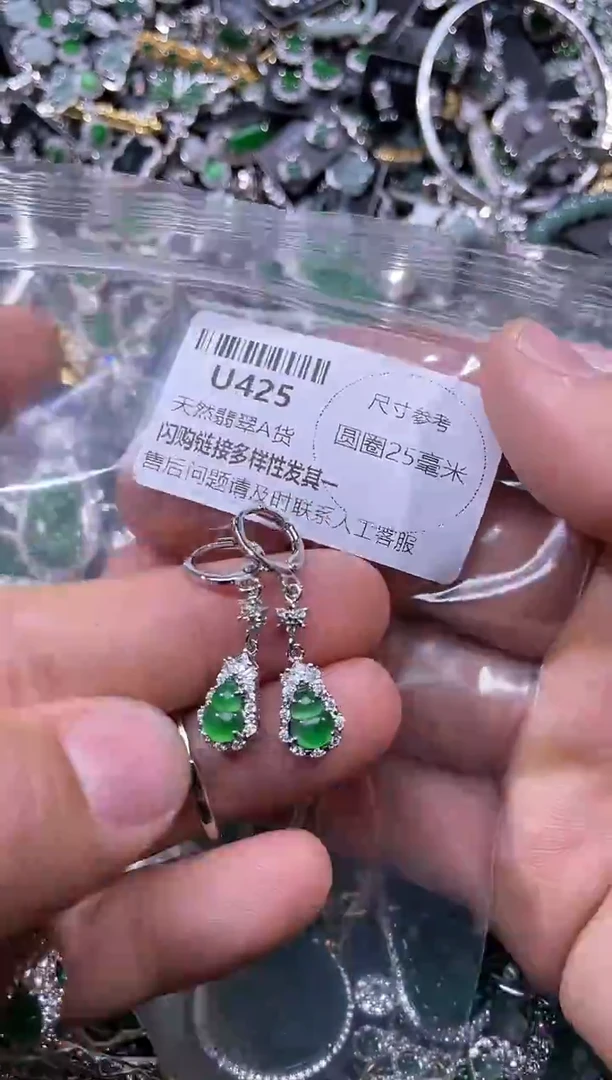 U425
天然翡翠A货
闪购链接多样性发其一
售后问题请及时联系人工客服
尺寸参考
圆圈25毫米